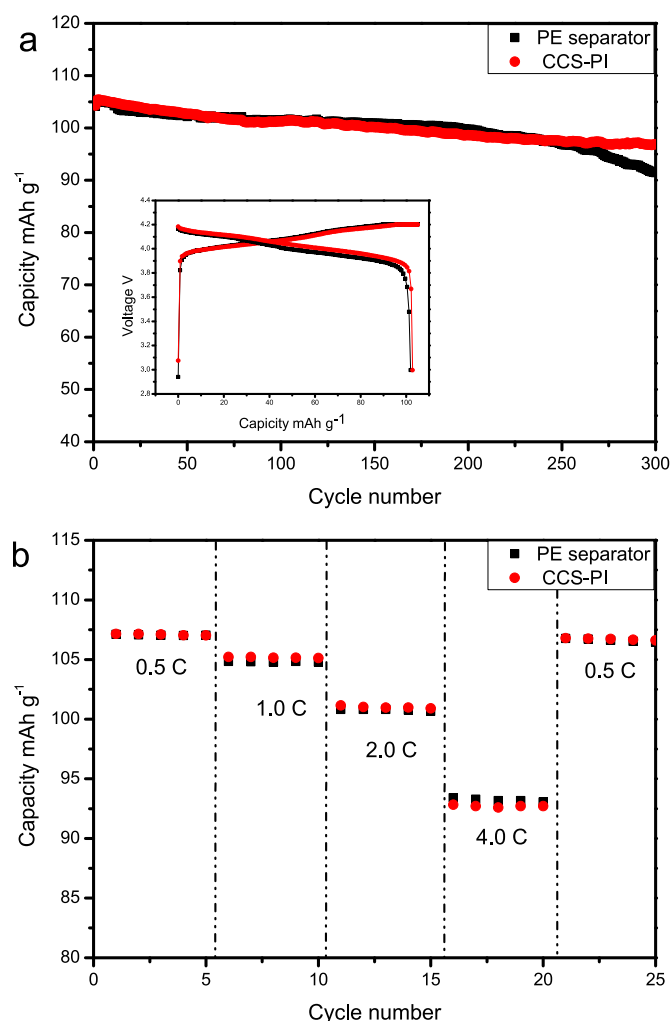 a
PE separator
CCS-PI
Capicity mAh g-1
120
110
100
90
80
70
60
50
40
0
50
100
150
200
250
300
Cycle number
Voltage V
4.4
4.2
4.0
3.8
3.6
3.4
3.2
3.0
2.8
0
20
40
60
80
100
Capicity mAh g-1
b
PE separator
CCS-PI
Capacity mAh g-1
115
110
105
100
95
90
85
80
0.5 C
1.0 C
2.0 C
4.0 C
0.5 C
0
5
10
15
20
25
Cycle number